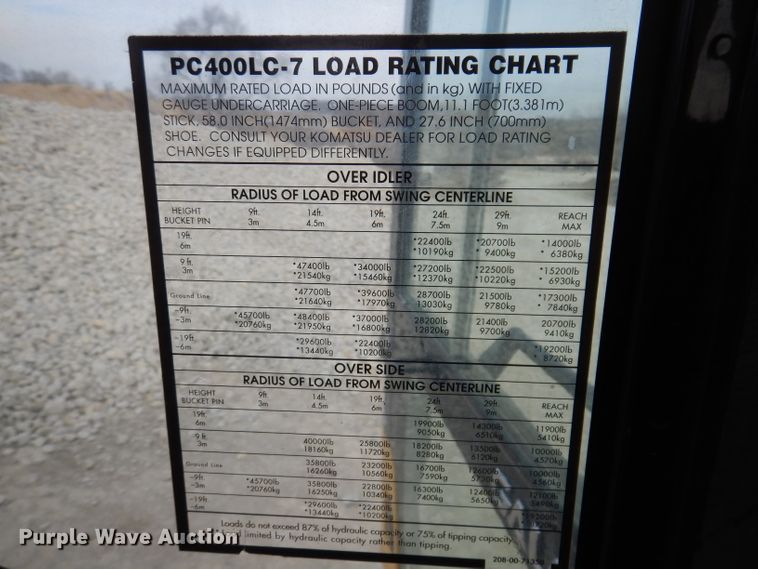 PC400LC-7 LOAD RATING CHART
MAXIMUM RATED LOAD IN POUNDS (and in kg) WITH FIXED
GAUGE UNDERCARRIAGE. ONE-PIECE BOOM,11.1 FOOT(3.381m)
STICK, 58.0 INCH(1474mm) BUCKET, AND 27.6 INCH (700mm)
SHOE. CONSULT YOUR KOMATSU DEALER FOR LOAD RATING
CHANGES IF EQUIPPED DIFFERENTLY.
OVER IDLER
RADIUS OF LOAD FROM SWING CENTERLINE
HEIGHT 9ft. 14ft. 19ft. 24ft. 29ft. REACH
BUCKET PIN 3m 4.5m 6m 7.5m 9m MAX
19ft. *22400lb *20700lb *14000lb
6m *10190kg * 9400kg * 6380kg
9ft. *47400lb *34000lb *27200lb *22500lb *15200lb
3m *21540kg *15460kg *12370kg *10220kg * 6930kg
Ground Line *47700lb *39600lb 28700lb 21500lb *17300lb
*21640kg *17970kg 13030kg 9780kg * 7840kg
-9ft. *45700lb *48400lb *37000lb 28200lb 21400lb 20700lb
-3m *20760kg *21950kg *16800kg 12820kg 9700kg 9410kg
-19ft. *29600lb *22400lb *19200lb
-6m *13440kg *10200kg * 8720kg
OVER SIDE
RADIUS OF LOAD FROM SWING CENTERLINE
HEIGHT 9ft. 14ft. 19ft. 24ft. 29ft. REACH
BUCKET PIN 3m 4.5m 6m 7.5m 9m MAX
19ft. 19900lb 14300lb 11900lb
6m 9050kg 6510kg 5410kg
9ft. 40000lb 25800lb 18200lb 13500lb 10000lb
3m 18160kg 11720kg 8280kg 6120kg 4570kg
Ground Line 35800lb 23200lb 16700lb 12600lb 10000lb
16260kg 10560kg 7590kg 5730kg 4560kg
-9ft. *45700lb 35800lb 22800lb 16300lb 12400lb 12100lb
-3m *20760kg 16250kg 10340kg 7400kg 5650kg 5490kg
-19ft. *29600lb *22400lb *19200lb
-6m *13440kg *10200kg
Loads do not exceed 87% of hydraulic capacity or 75% of tipping capacity
load limited by hydraulic capacity rather than tipping.
Purple Wave Auction